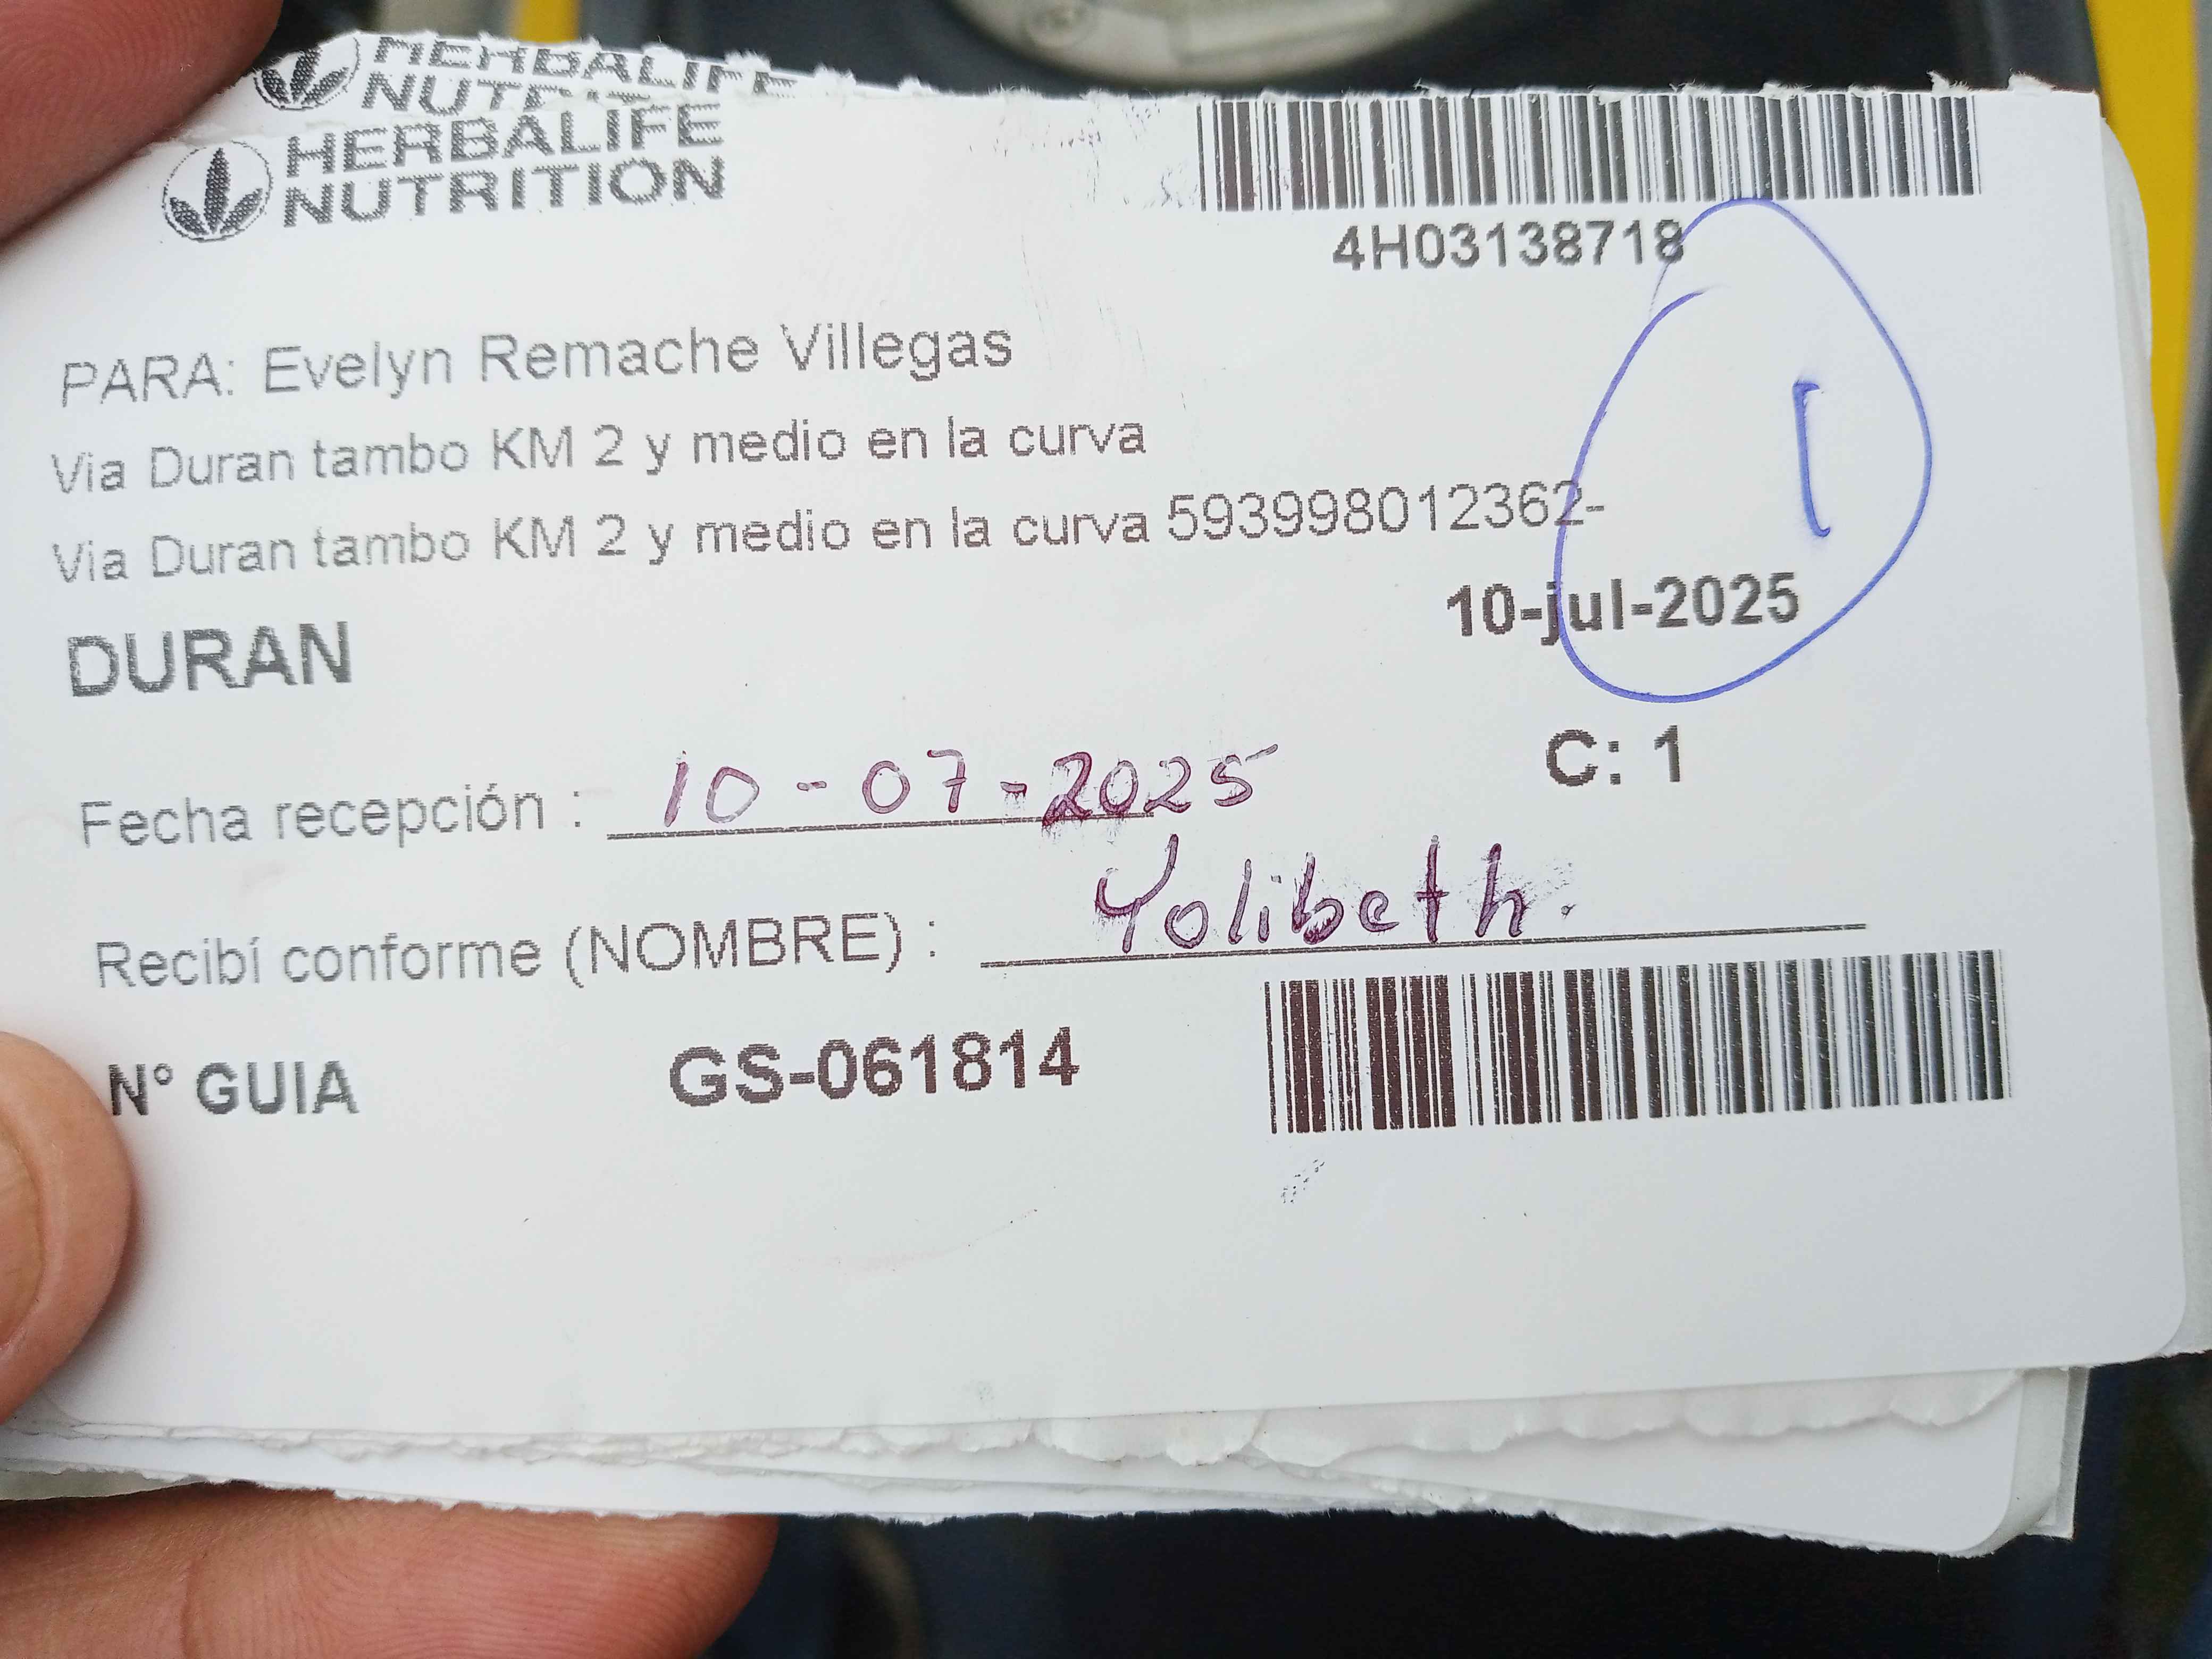 HERBALIFE
NUTRITION
HERBALIFE
NUTRITION
4H03138718
PARA: Evelyn Remache Villegas
Via Duran tambo KM 2 y medio en la curva
Via Duran tambo KM 2 y medio en la curva 593998012362-
1
DURAN
10-jul-2025
C: 1
Fecha recepción : 10-07-2025
Recibí conforme (NOMBRE) : Yolibeth.
N° GUIA GS-061814